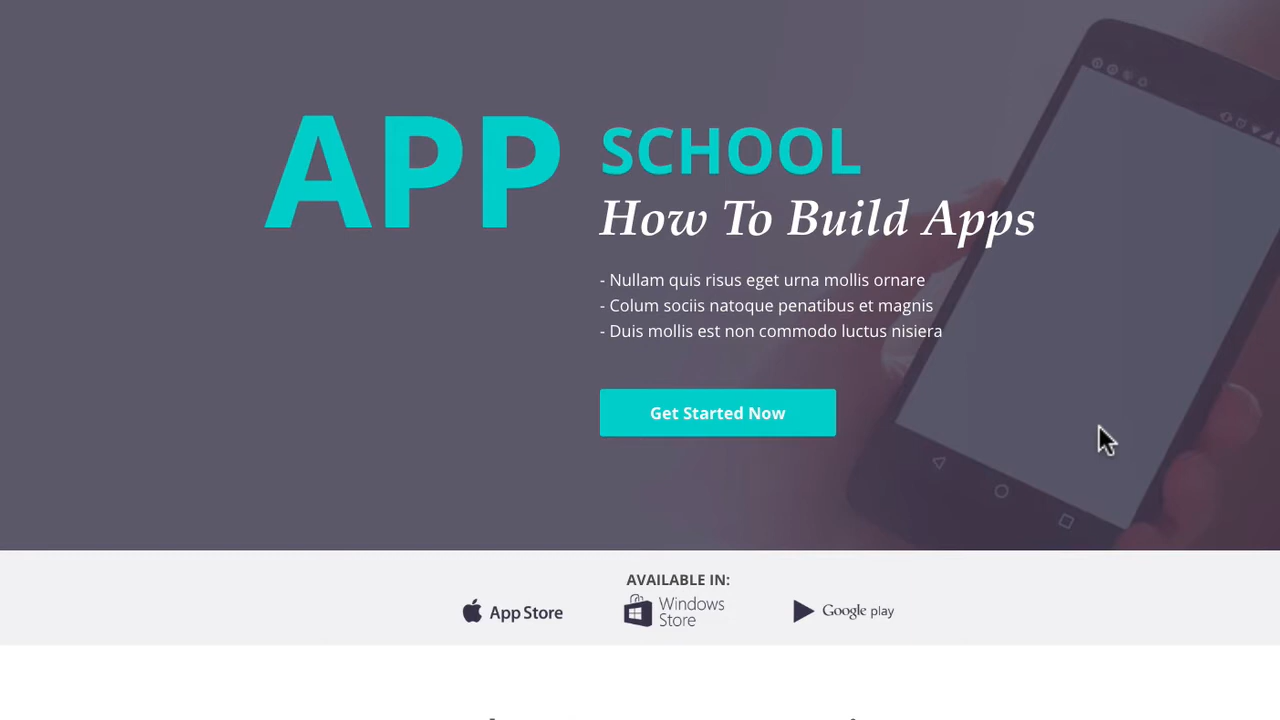 APP
SCHOOL
How To Build Apps
- Nullam quis risus eget urna mollis ornare
- Colum sociis natoque penatibus et magnis
- Duis mollis est non commodo luctus nisiera
Get Started Now
AVAILABLE IN:
App Store
Windows
Store
Google play